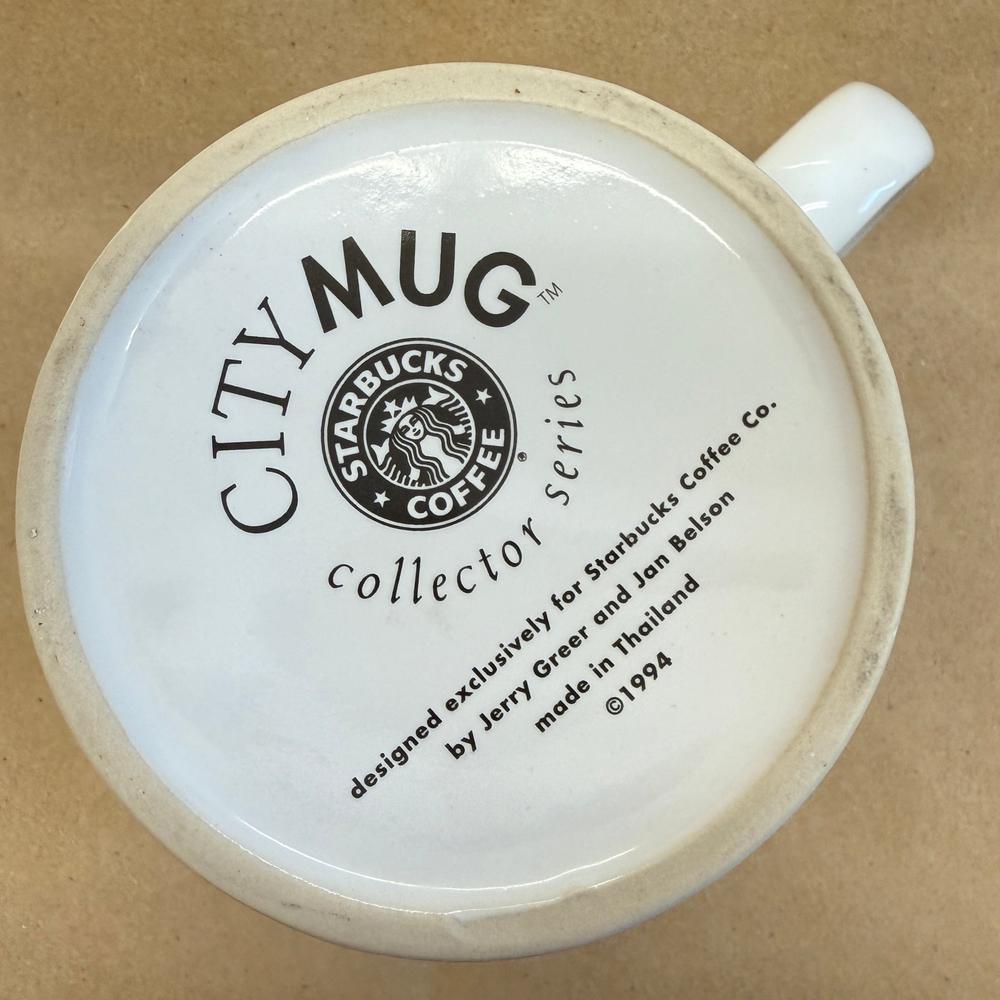 CITY MUG™
STARBUCKS COFFEE®
collector series
designed exclusively for Starbucks Coffee Co.
by Jerry Greer and Jan Belson
made in Thailand
©1994